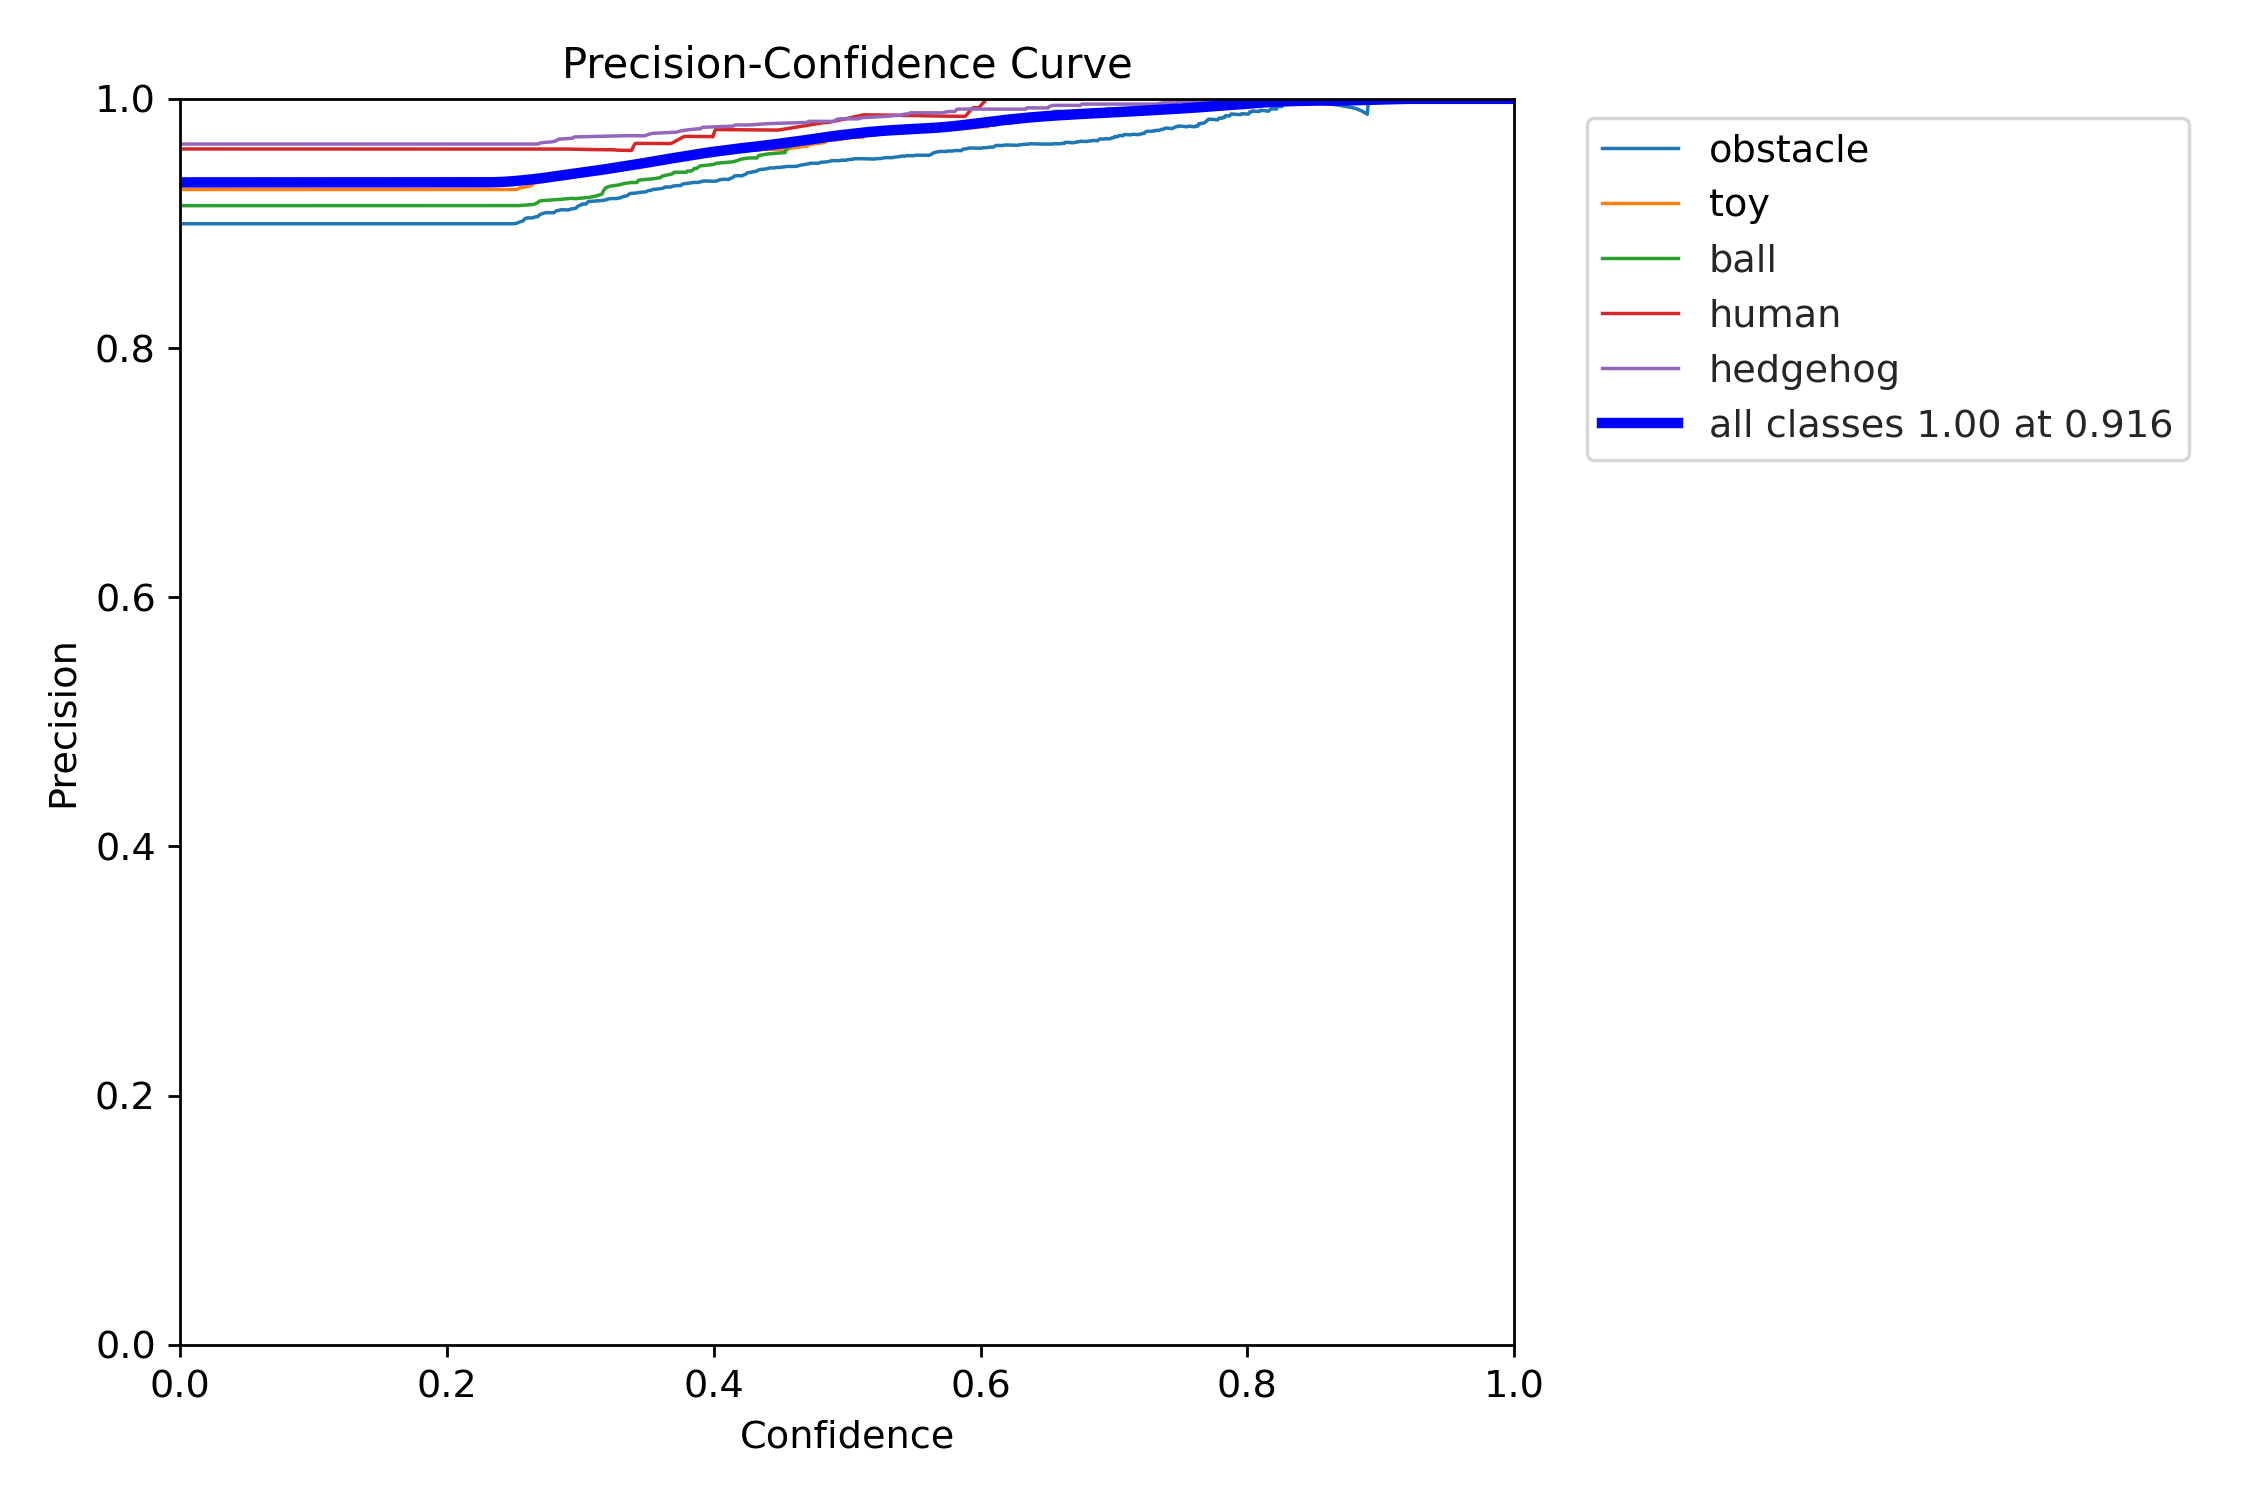 Precision-Confidence Curve
1.0
0.8
0.6
0.4
0.2
0.0
Precision
0.0 0.2 0.4 0.6 0.8 1.0
Confidence
obstacle
toy
ball
human
hedgehog
all classes 1.00 at 0.916